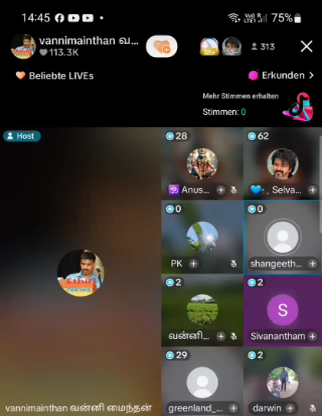 14:45
75%
vannimainthan வ...
113.3K
20+
313
Beliebte LIVEs
Erkunden >
Mehr Stimmen erhalten
Stimmen: 0
Host
28
62
Anus...
Selva...
0
0
PK
shangeeth...
2
2
S
வன்னி...
Sivanantham
29
2
greenland_...
darwin
vannimainthan வன்னி மைந்தன்